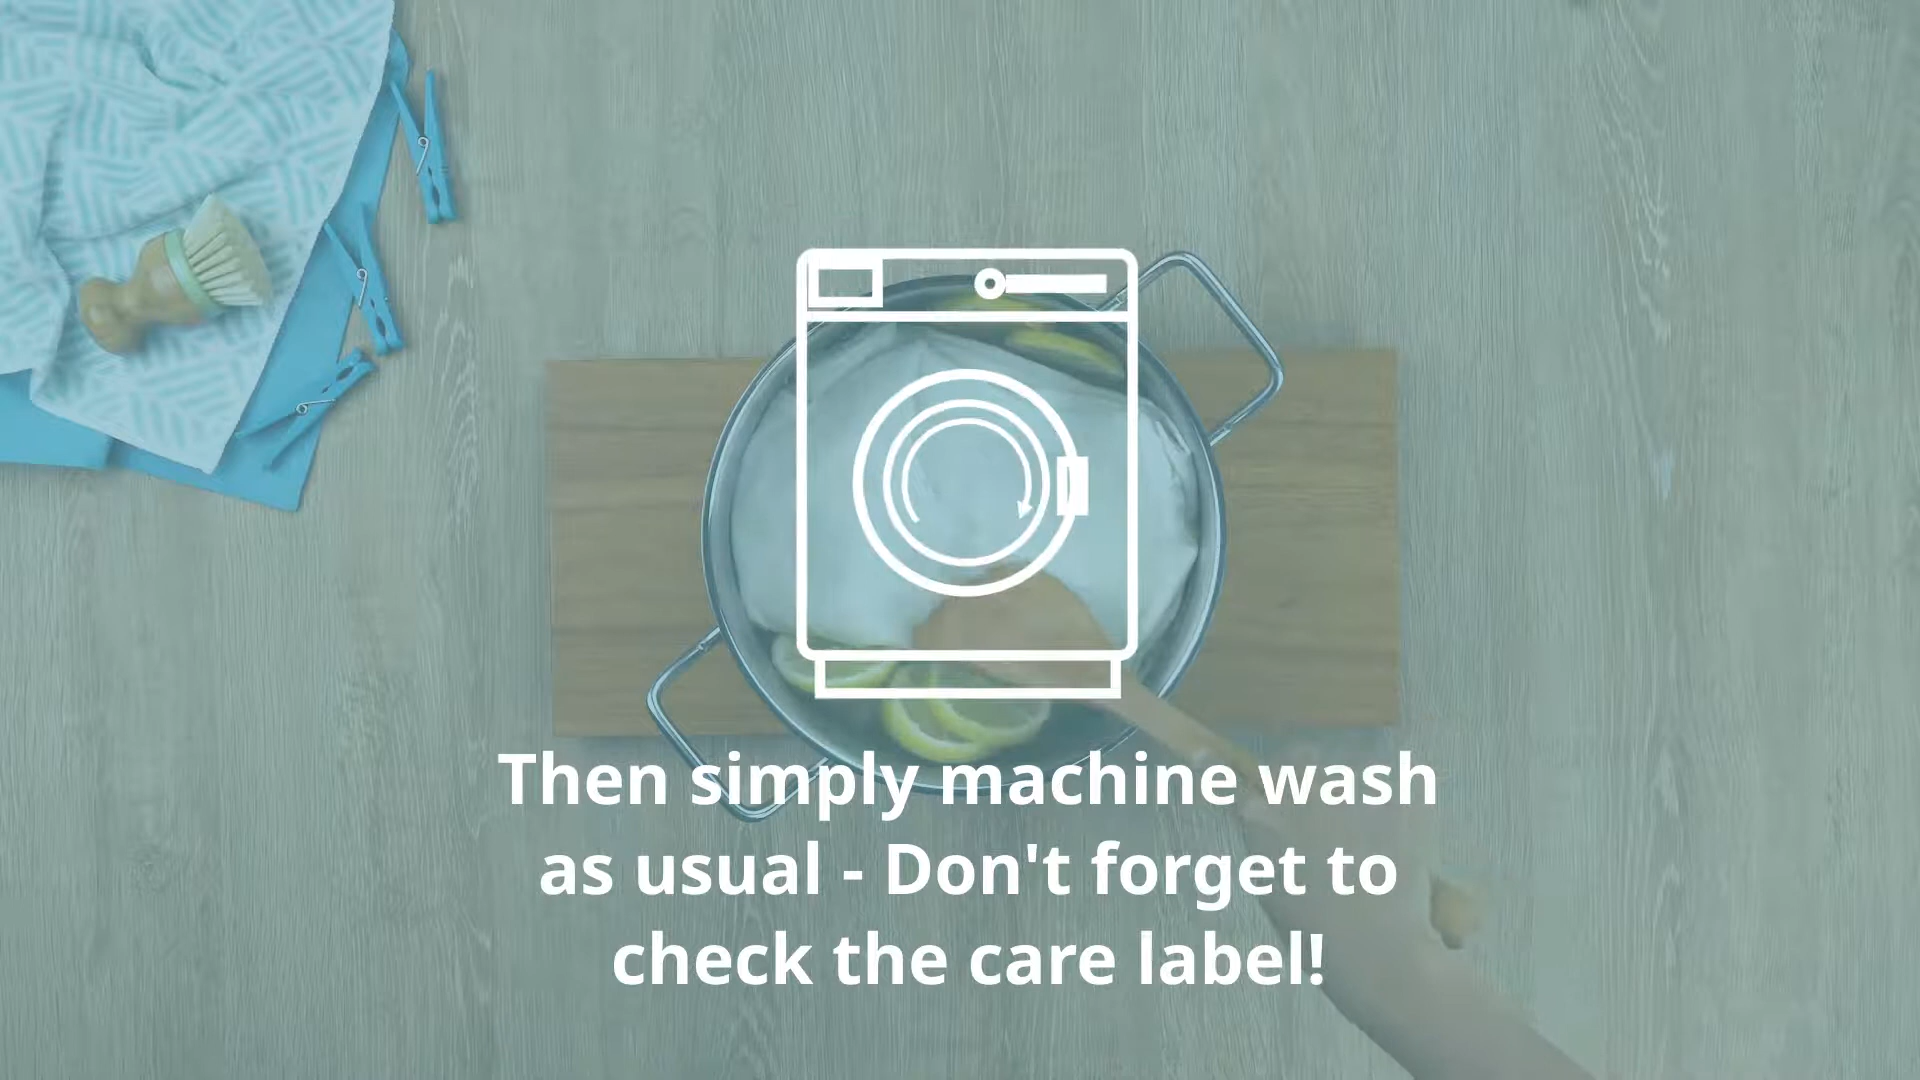 Then simply machine wash
as usual - Don't forget to
check the care label!